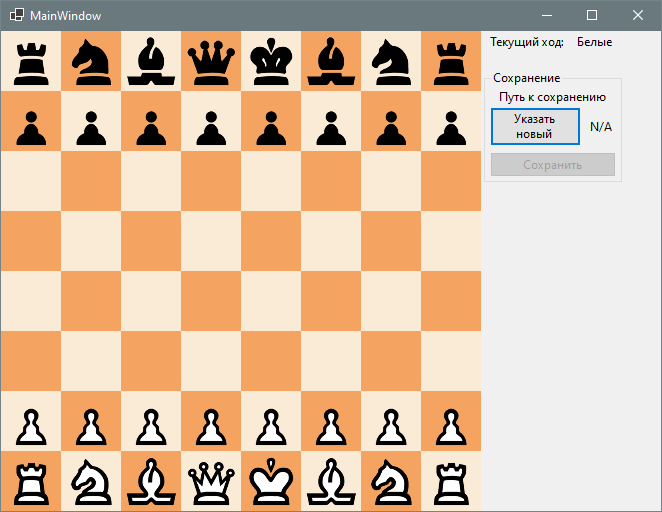 MainWindow
Текущий ход: Белые
Сохранение
Путь к сохранению
Указать
новый
N/A
Сохранить